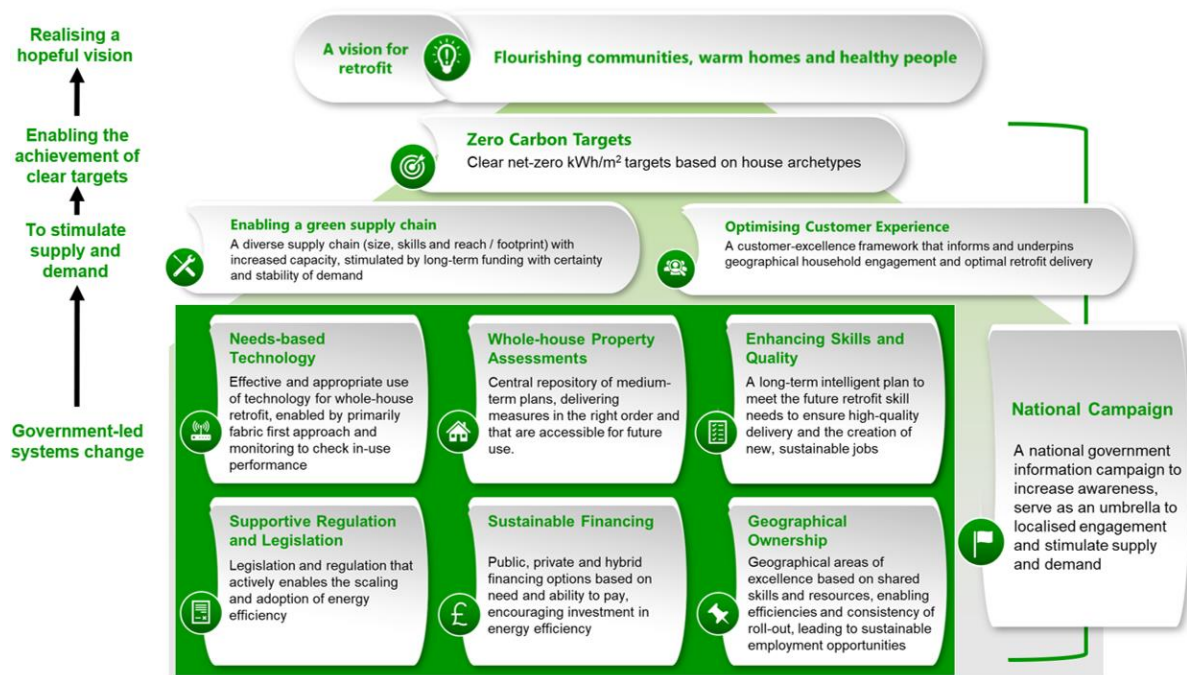 Realising a
hopeful vision
Enabling the
achievement of
clear targets
To stimulate
supply and
demand
Government-led
systems change
A vision for
retrofit
Flourishing communities, warm homes and healthy people
Zero Carbon Targets
Clear net-zero kWh/m² targets based on house archetypes
Enabling a green supply chain
A diverse supply chain (size, skills and reach / footprint) with
increased capacity, stimulated by long-term funding with certainty
and stability of demand
Optimising Customer Experience
A customer-excellence framework that informs and underpins
geographical household engagement and optimal retrofit delivery
Needs-based
Technology
Effective and appropriate use
of technology for whole-house
retrofit, enabled by primarily
fabric first approach and
monitoring to check in-use
performance
Whole-house Property
Assessments
Central repository of medium-
term plans, delivering
measures in the right order and
that are accessible for future
use.
Enhancing Skills and
Quality
A long-term intelligent plan to
meet the future retrofit skill
needs to ensure high-quality
delivery and the creation of
new, sustainable jobs
Supportive Regulation
and Legislation
Legislation and regulation that
actively enables the scaling
and adoption of energy
efficiency
Sustainable Financing
Public, private and hybrid
financing options based on
need and ability to pay,
encouraging investment in
energy efficiency
£
Geographical
Ownership
Geographical areas of
excellence based on shared
skills and resources, enabling
efficiencies and consistency of
roll-out, leading to sustainable
employment opportunities
National Campaign
A national government
information campaign to
increase awareness,
serve as an umbrella to
localised engagement
and stimulate supply
and demand